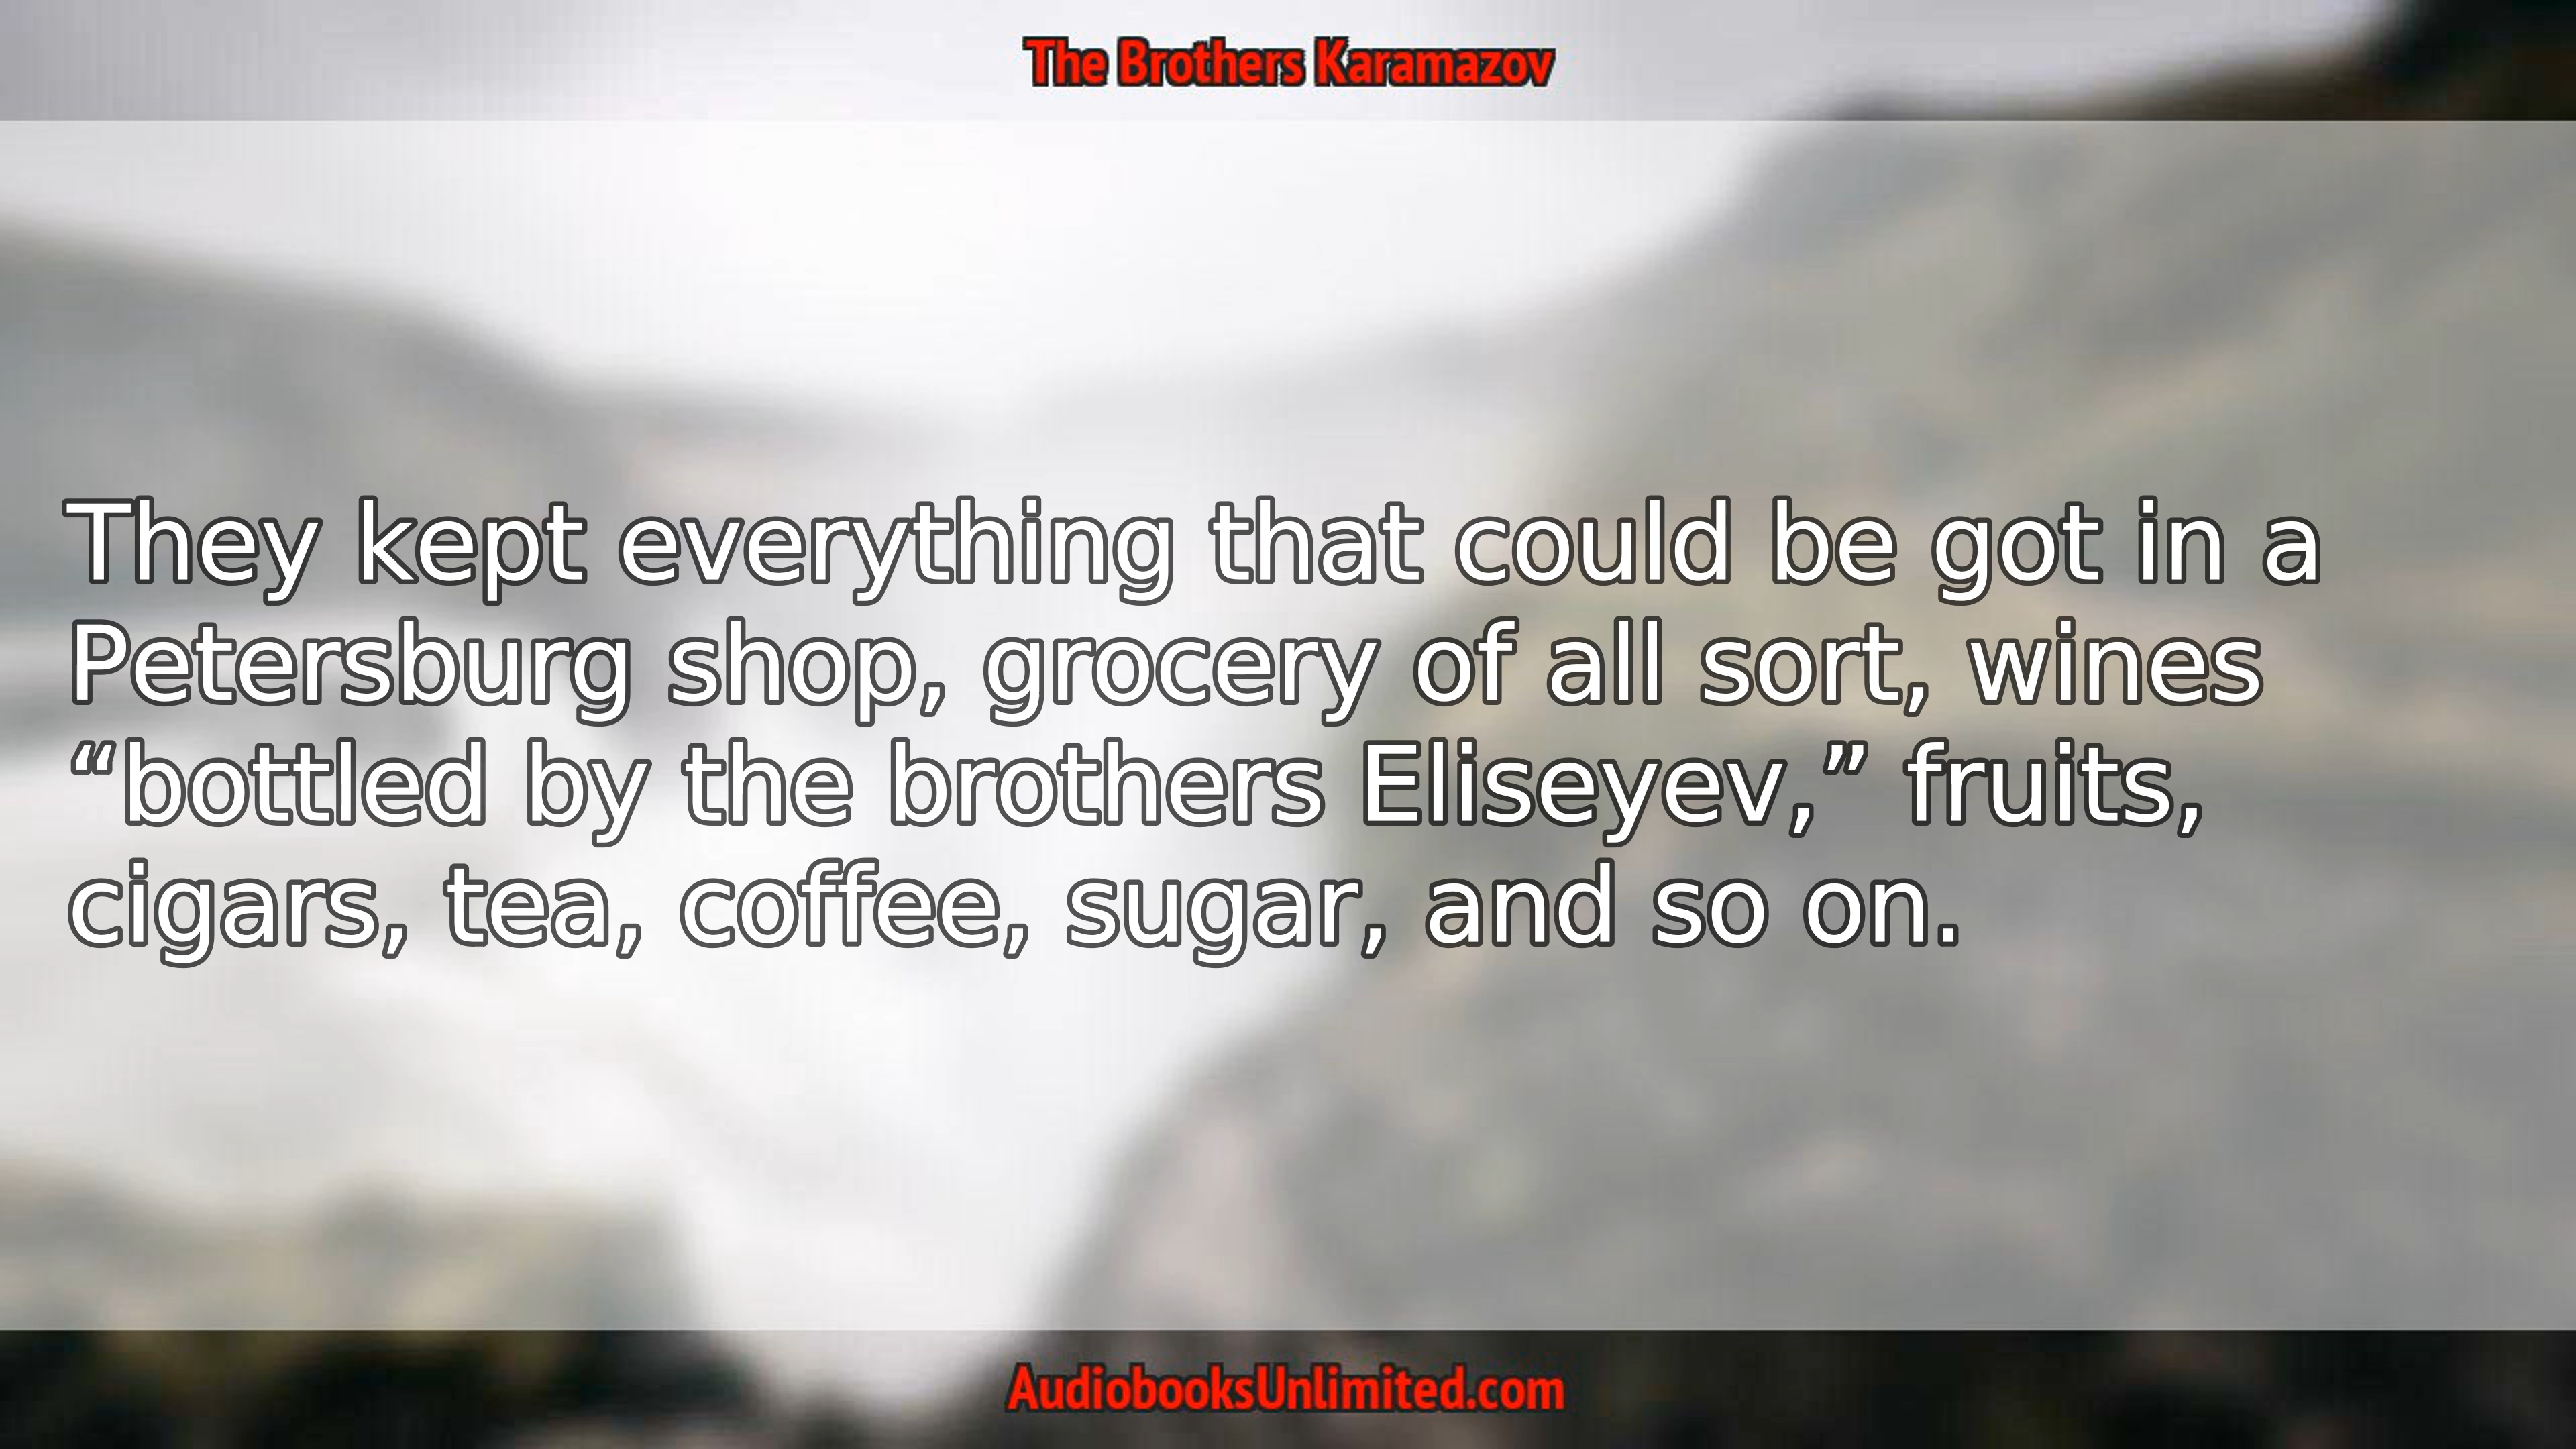 The Brothers Karamazov
They kept everything that could be got in a
Petersburg shop, grocery of all sort, wines
“bottled by the brothers Eliseyev,” fruits,
cigars, tea, coffee, sugar, and so on.
AudiobooksUnlimited.com